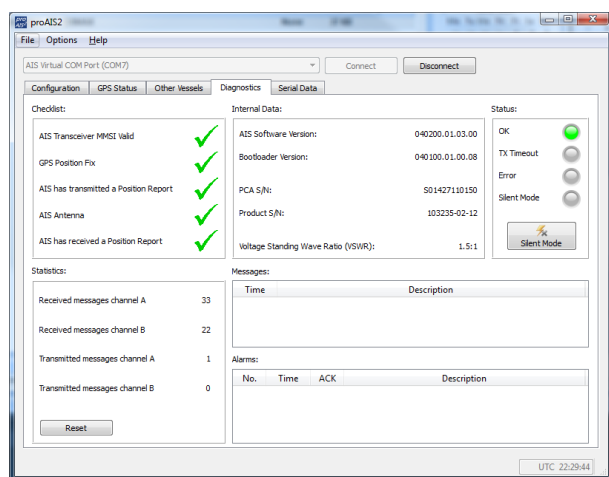 proAIS2
File Options Help
AIS Virtual COM Port (COM7)
Connect
Disconnect
Configuration
GPS Status
Other Vessels
Diagnostics
Serial Data
Checklist:
AIS Transceiver MMSI Valid
GPS Position Fix
AIS has transmitted a Position Report
AIS Antenna
AIS has received a Position Report
Internal Data:
AIS Software Version: 040200.01.03.00
Bootloader Version: 040100.01.00.08
PCA S/N: S01427110150
Product S/N: 103235-02-12
Voltage Standing Wave Ratio (VSWR): 1.5:1
Status:
OK
TX Timeout
Error
Silent Mode
Silent Mode
Statistics:
Received messages channel A 33
Received messages channel B 22
Transmitted messages channel A 1
Transmitted messages channel B 0
Reset
Messages:
Time Description
Alarms:
No. Time ACK Description
UTC 22:29:44